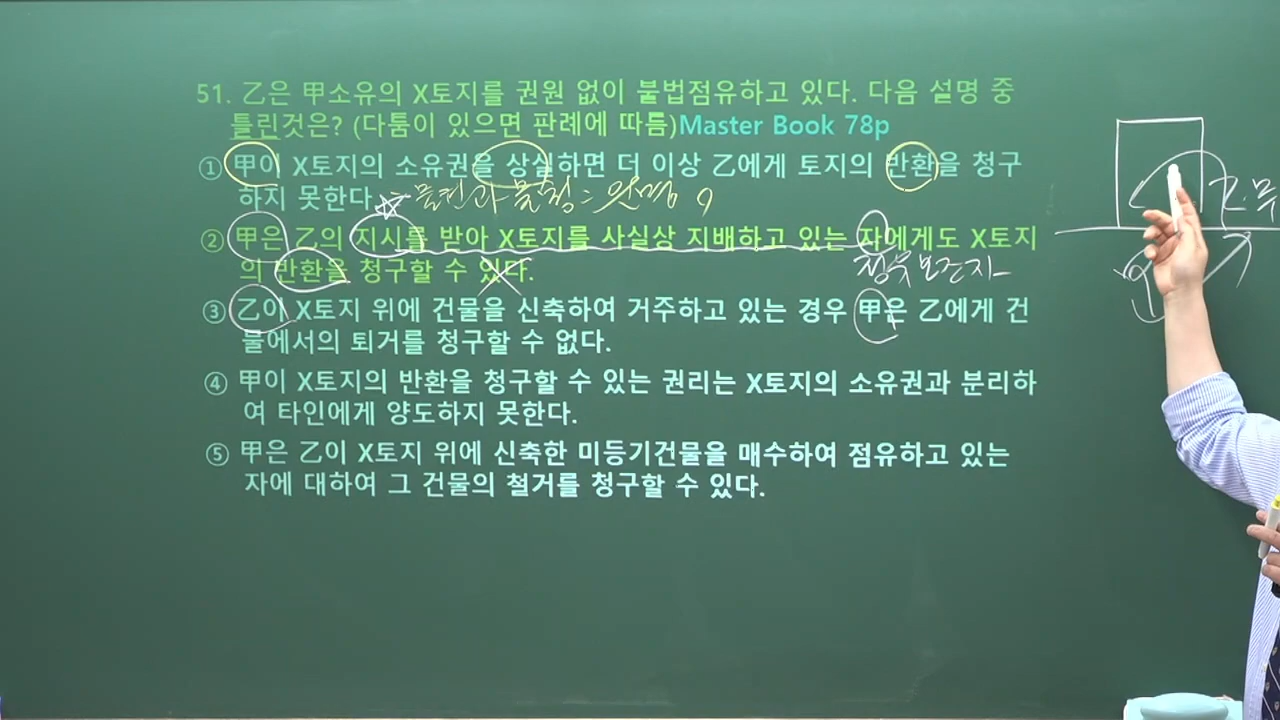 51. 乙은 甲소유의 X토지를 권원 없이 불법점유하고 있다. 다음 설명 중
틀린것은? (다툼이 있으면 판례에 따름)Master Book 78p
① 甲이 X토지의 소유권을 상실하면 더 이상 乙에게 토지의 반환을 청구
하지 못한다.
물권과 물청:
② 甲은 乙의 지시를 받아 X토지를 사실상 지배하고 있는 자에게도 X토지
의 반환을 청구할 수 있다.
점유보조자
③ 乙이 X토지 위에 건물을 신축하여 거주하고 있는 경우 甲은 乙에게 건
물에서의 퇴거를 청구할 수 없다.
④ 甲이 X토지의 반환을 청구할 수 있는 권리는 X토지의 소유권과 분리하
여 타인에게 양도하지 못한다.
⑤ 甲은 乙이 X토지 위에 신축한 미등기건물을 매수하여 점유하고 있는
자에 대하여 그 건물의 철거를 청구할 수 있다.